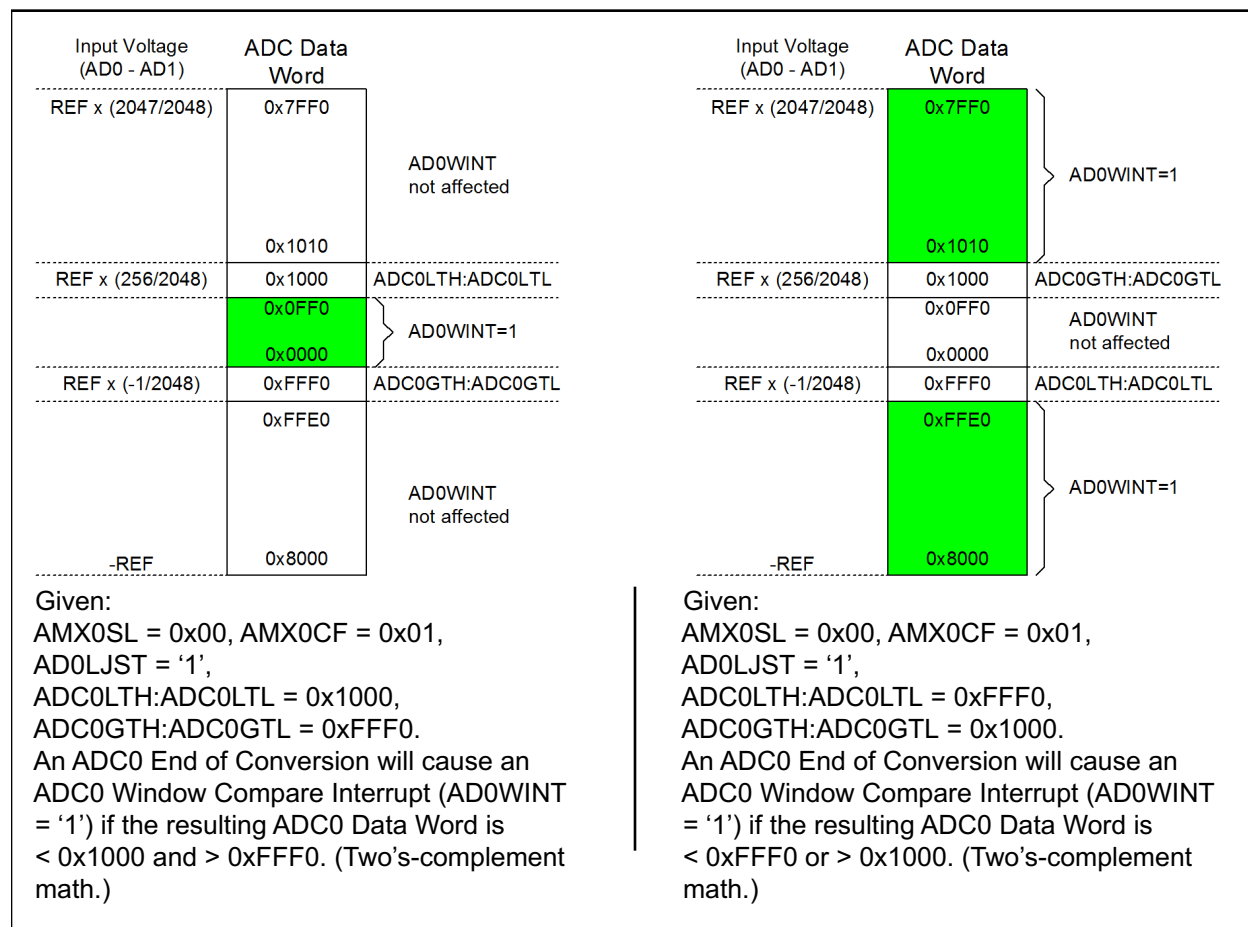 Input Voltage
(AD0 - AD1)
ADC Data
Word
REF x (2047/2048)
0x7FF0
AD0WINT
not affected
0x1010
REF x (256/2048)
0x1000
ADC0LTH:ADC0LTL
0x0FF0
AD0WINT=1
0x0000
REF x (-1/2048)
0xFFF0
ADC0GTH:ADC0GTL
0xFFE0
AD0WINT
not affected
-REF
0x8000
Given:
AMX0SL = 0x00, AMX0CF = 0x01,
AD0LJST = ‘1’,
ADC0LTH:ADC0LTL = 0x1000,
ADC0GTH:ADC0GTL = 0xFFF0.
An ADC0 End of Conversion will cause an
ADC0 Window Compare Interrupt (AD0WINT
= ‘1’) if the resulting ADC0 Data Word is
< 0x1000 and > 0xFFF0. (Two’s-complement
math.)
Input Voltage
(AD0 - AD1)
ADC Data
Word
REF x (2047/2048)
0x7FF0
AD0WINT=1
0x1010
REF x (256/2048)
0x1000
ADC0GTH:ADC0GTL
0x0FF0
AD0WINT
not affected
0x0000
REF x (-1/2048)
0xFFF0
ADC0LTH:ADC0LTL
0xFFE0
AD0WINT=1
-REF
0x8000
Given:
AMX0SL = 0x00, AMX0CF = 0x01,
AD0LJST = ‘1’,
ADC0LTH:ADC0LTL = 0xFFF0,
ADC0GTH:ADC0GTL = 0x1000.
An ADC0 End of Conversion will cause an
ADC0 Window Compare Interrupt (AD0WINT
= ‘1’) if the resulting ADC0 Data Word is
< 0xFFF0 or > 0x1000. (Two’s-complement
math.)